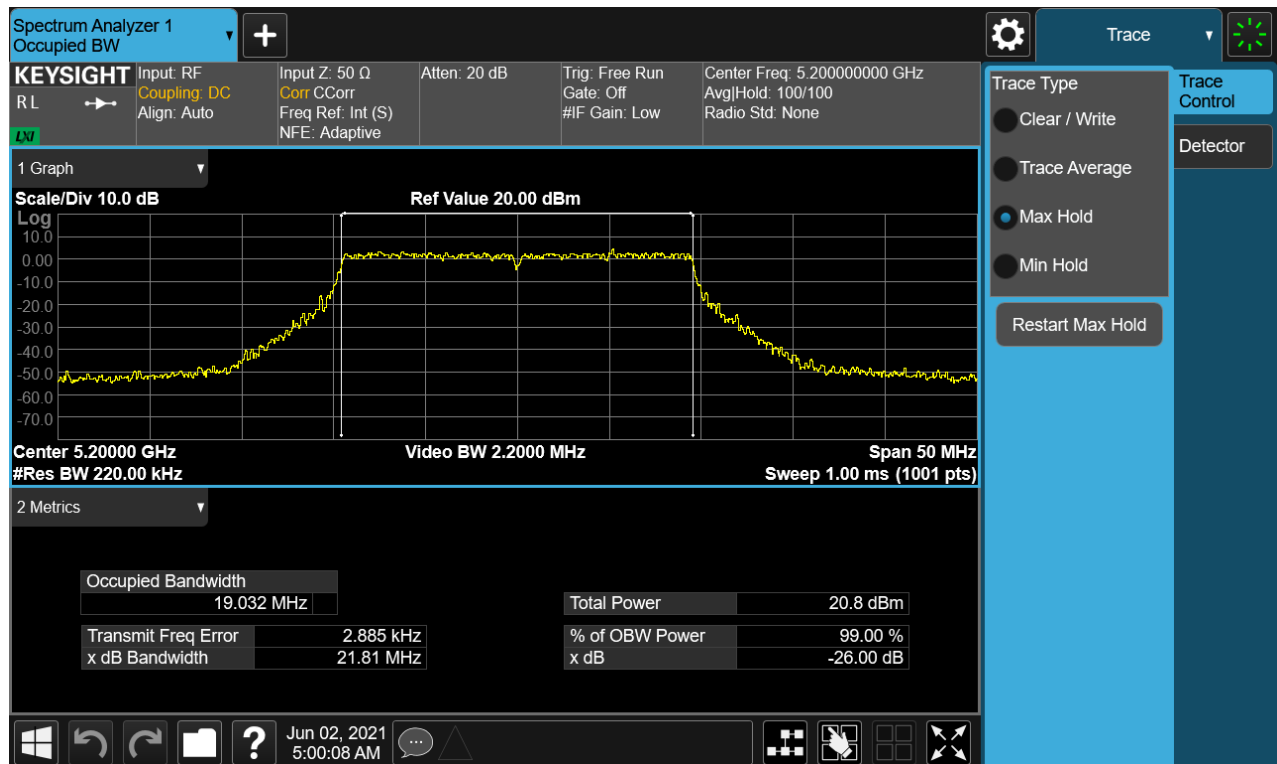 Spectrum Analyzer 1
Occupied BW
+
Trace
KEYSIGHT
R L
LXI
Input: RF
Coupling: DC
Align: Auto
Input Z: 50 Ω
Corr CCorr
Freq Ref: Int (S)
NFE: Adaptive
Atten: 20 dB
Trig: Free Run
Gate: Off
#IF Gain: Low
Center Freq: 5.200000000 GHz
Avg|Hold: 100/100
Radio Std: None
Trace Type
Clear / Write
Trace Average
Max Hold
Min Hold
Restart Max Hold
Trace
Control
Detector
1 Graph
Scale/Div 10.0 dB
Ref Value 20.00 dBm
Log
10.0
0.00
-10.0
-20.0
-30.0
-40.0
-50.0
-60.0
-70.0
Center 5.20000 GHz
#Res BW 220.00 kHz
Video BW 2.2000 MHz
Span 50 MHz
Sweep 1.00 ms (1001 pts)
2 Metrics
Occupied Bandwidth
19.032 MHz
Transmit Freq Error 2.885 kHz
x dB Bandwidth 21.81 MHz
Total Power 20.8 dBm
% of OBW Power 99.00 %
x dB -26.00 dB
?
Jun 02, 2021
5:00:08 AM